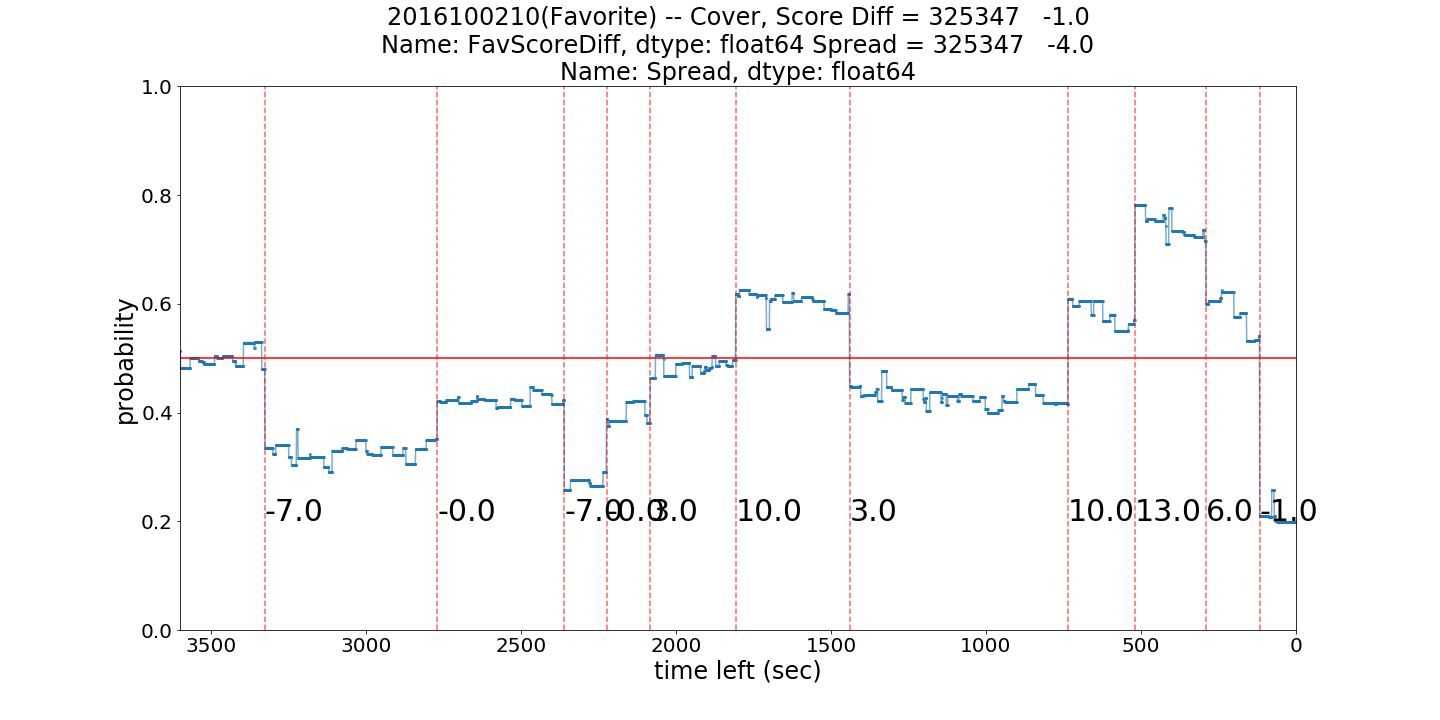 2016100210(Favorite) -- Cover, Score Diff = 325347   -1.0
Name: FavScoreDiff, dtype: float64 Spread = 325347   -4.0
Name: Spread, dtype: float64
1.0
0.8
0.6
0.4
0.2
0.0
probability
-7.0
-0.0
-7.0
-0.0
3.0
10.0
3.0
10.0
13.0
6.0
-1.0
3500 3000 2500 2000 1500 1000 500 0
time left (sec)